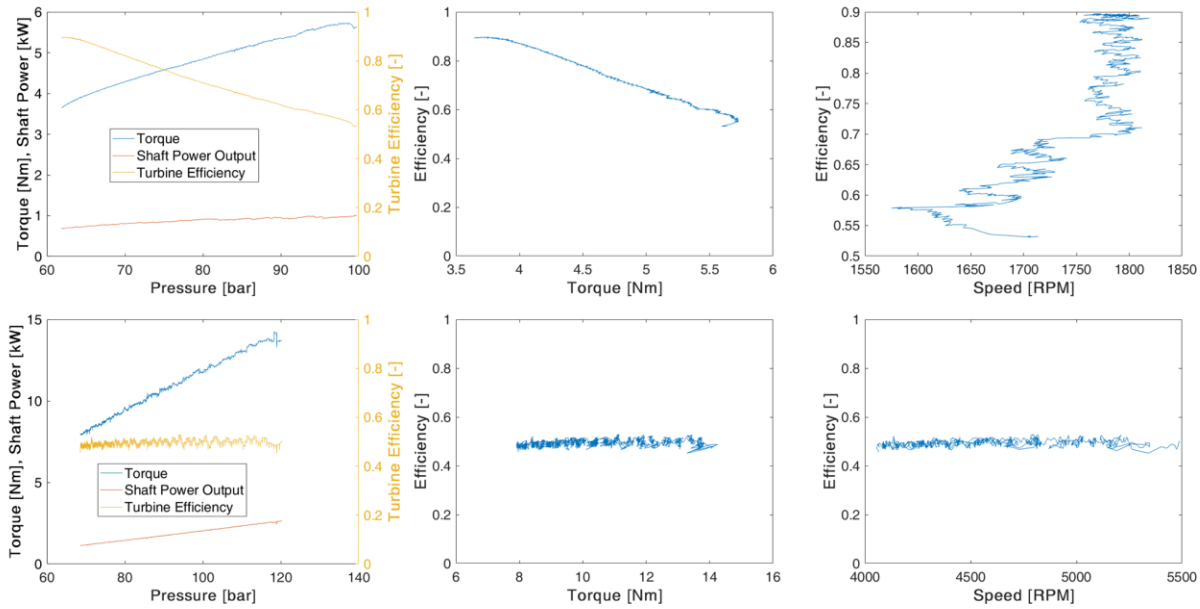 Torque [Nm], Shaft Power [kW]
6
5
4
3
2
1
0
60 70 80 90 100
Pressure [bar]
1
0.8
0.6
0.4
0.2
0
Turbine Efficiency [-]
Torque
Shaft Power Output
Turbine Efficiency
Efficiency [-]
1
0.8
0.6
0.4
0.2
0
3.5 4 4.5 5 5.5 6
Torque [Nm]
Efficiency [-]
0.9
0.85
0.8
0.75
0.7
0.65
0.6
0.55
0.5
1550 1600 1650 1700 1750 1800 1850
Speed [RPM]
Torque [Nm], Shaft Power [kW]
15
10
5
0
60 80 100 120 140
Pressure [bar]
1
0.8
0.6
0.4
0.2
0
Turbine Efficiency [-]
Torque
Shaft Power Output
Turbine Efficiency
Efficiency [-]
1
0.8
0.6
0.4
0.2
0
6 8 10 12 14 16
Torque [Nm]
Efficiency [-]
1
0.8
0.6
0.4
0.2
0
4000 4500 5000 5500
Speed [RPM]